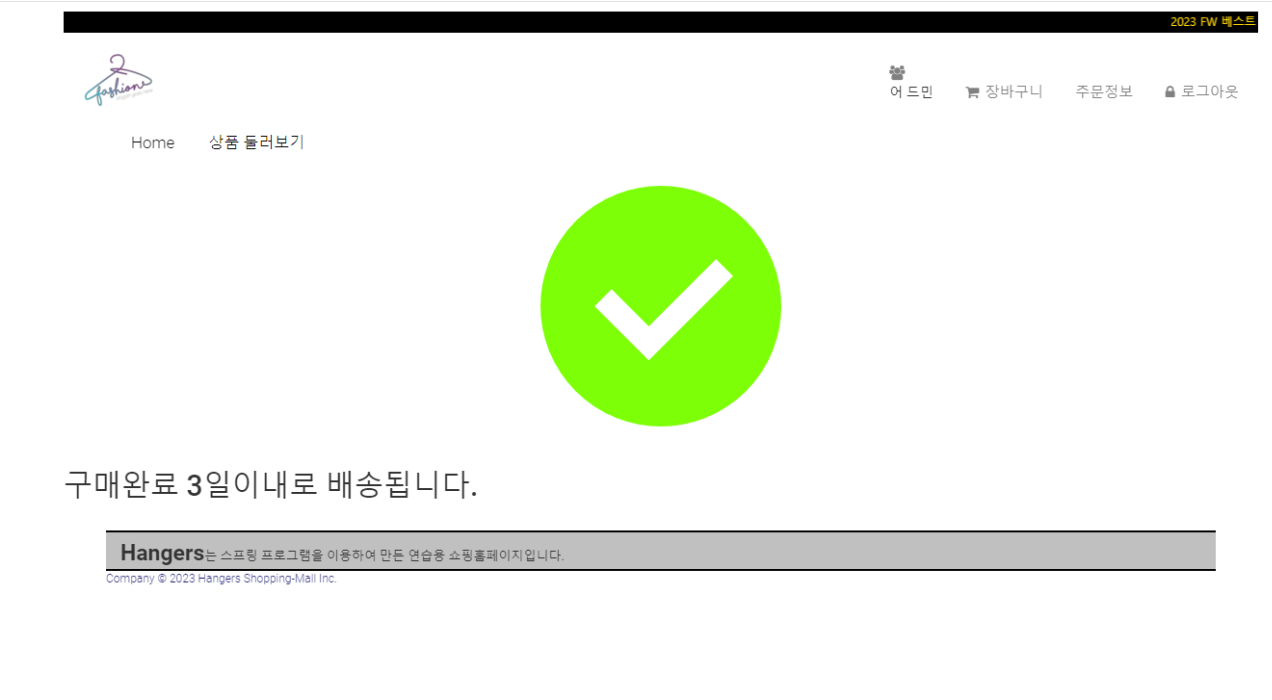 2023 FW 베스트
fashion
어드민 장바구니 주문정보 로그아웃
Home 상품 둘러보기
구매완료 3일이내로 배송됩니다.
Hangers는 스프링 프로그램을 이용하여 만든 연습용 쇼핑홈페이지입니다.
Company © 2023 Hangers Shopping-Mall Inc.